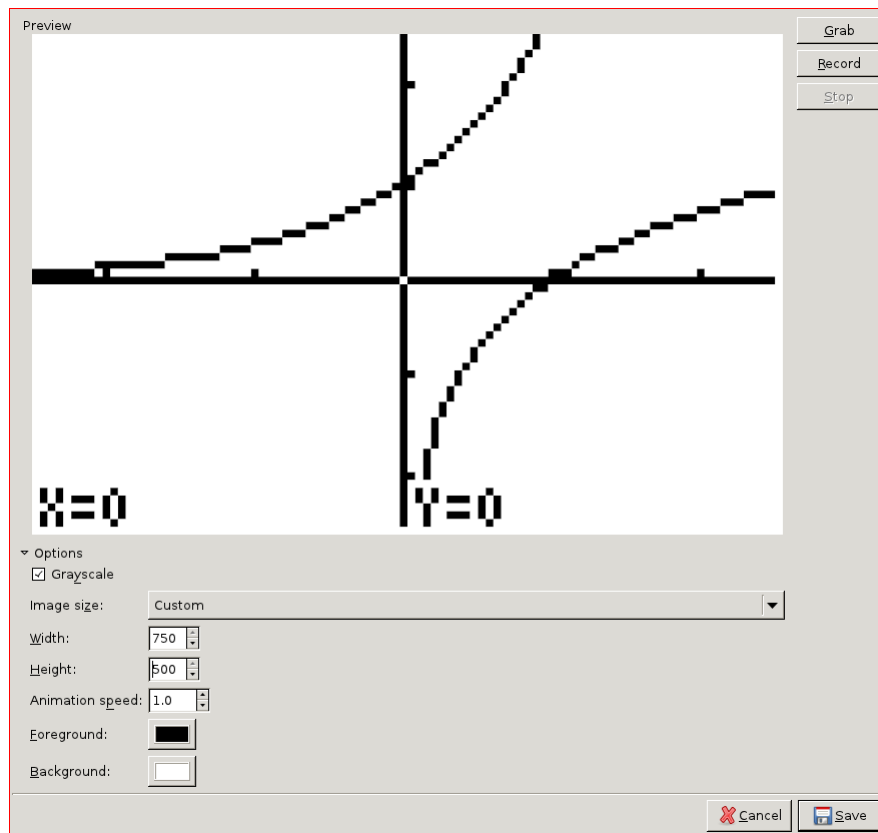 Preview
Grab
Record
Stop
X=0 Y=0
Options
Grayscale
Image size: Custom
Width: 750
Height: 500
Animation speed: 1.0
Foreground:
Background:
Cancel Save